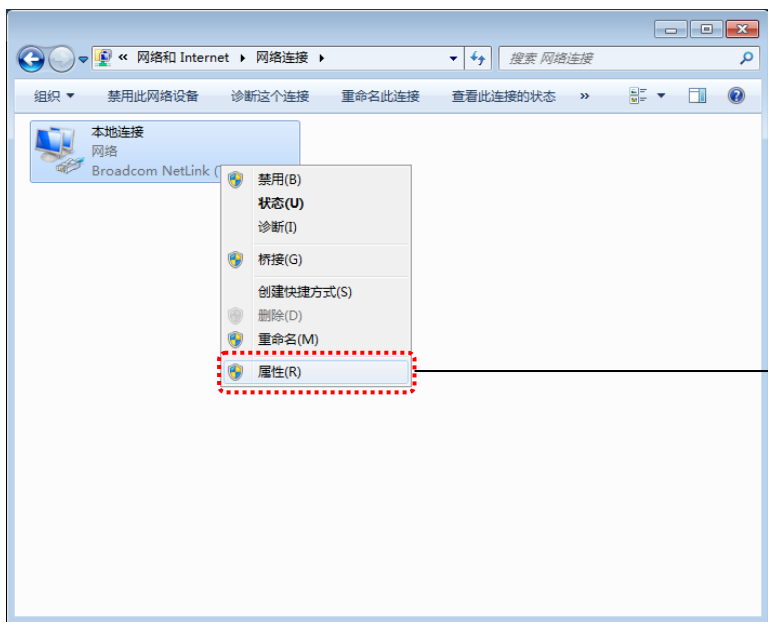 « 网络和 Internet ▸ 网络连接 ▸ 搜索 网络连接
组织 ▼ 禁用此网络设备 诊断这个连接 重命名此连接 查看此连接的状态 »
本地连接
网络
Broadcom NetLink (
禁用(B)
状态(U)
诊断(I)
桥接(G)
创建快捷方式(S)
删除(D)
重命名(M)
属性(R)